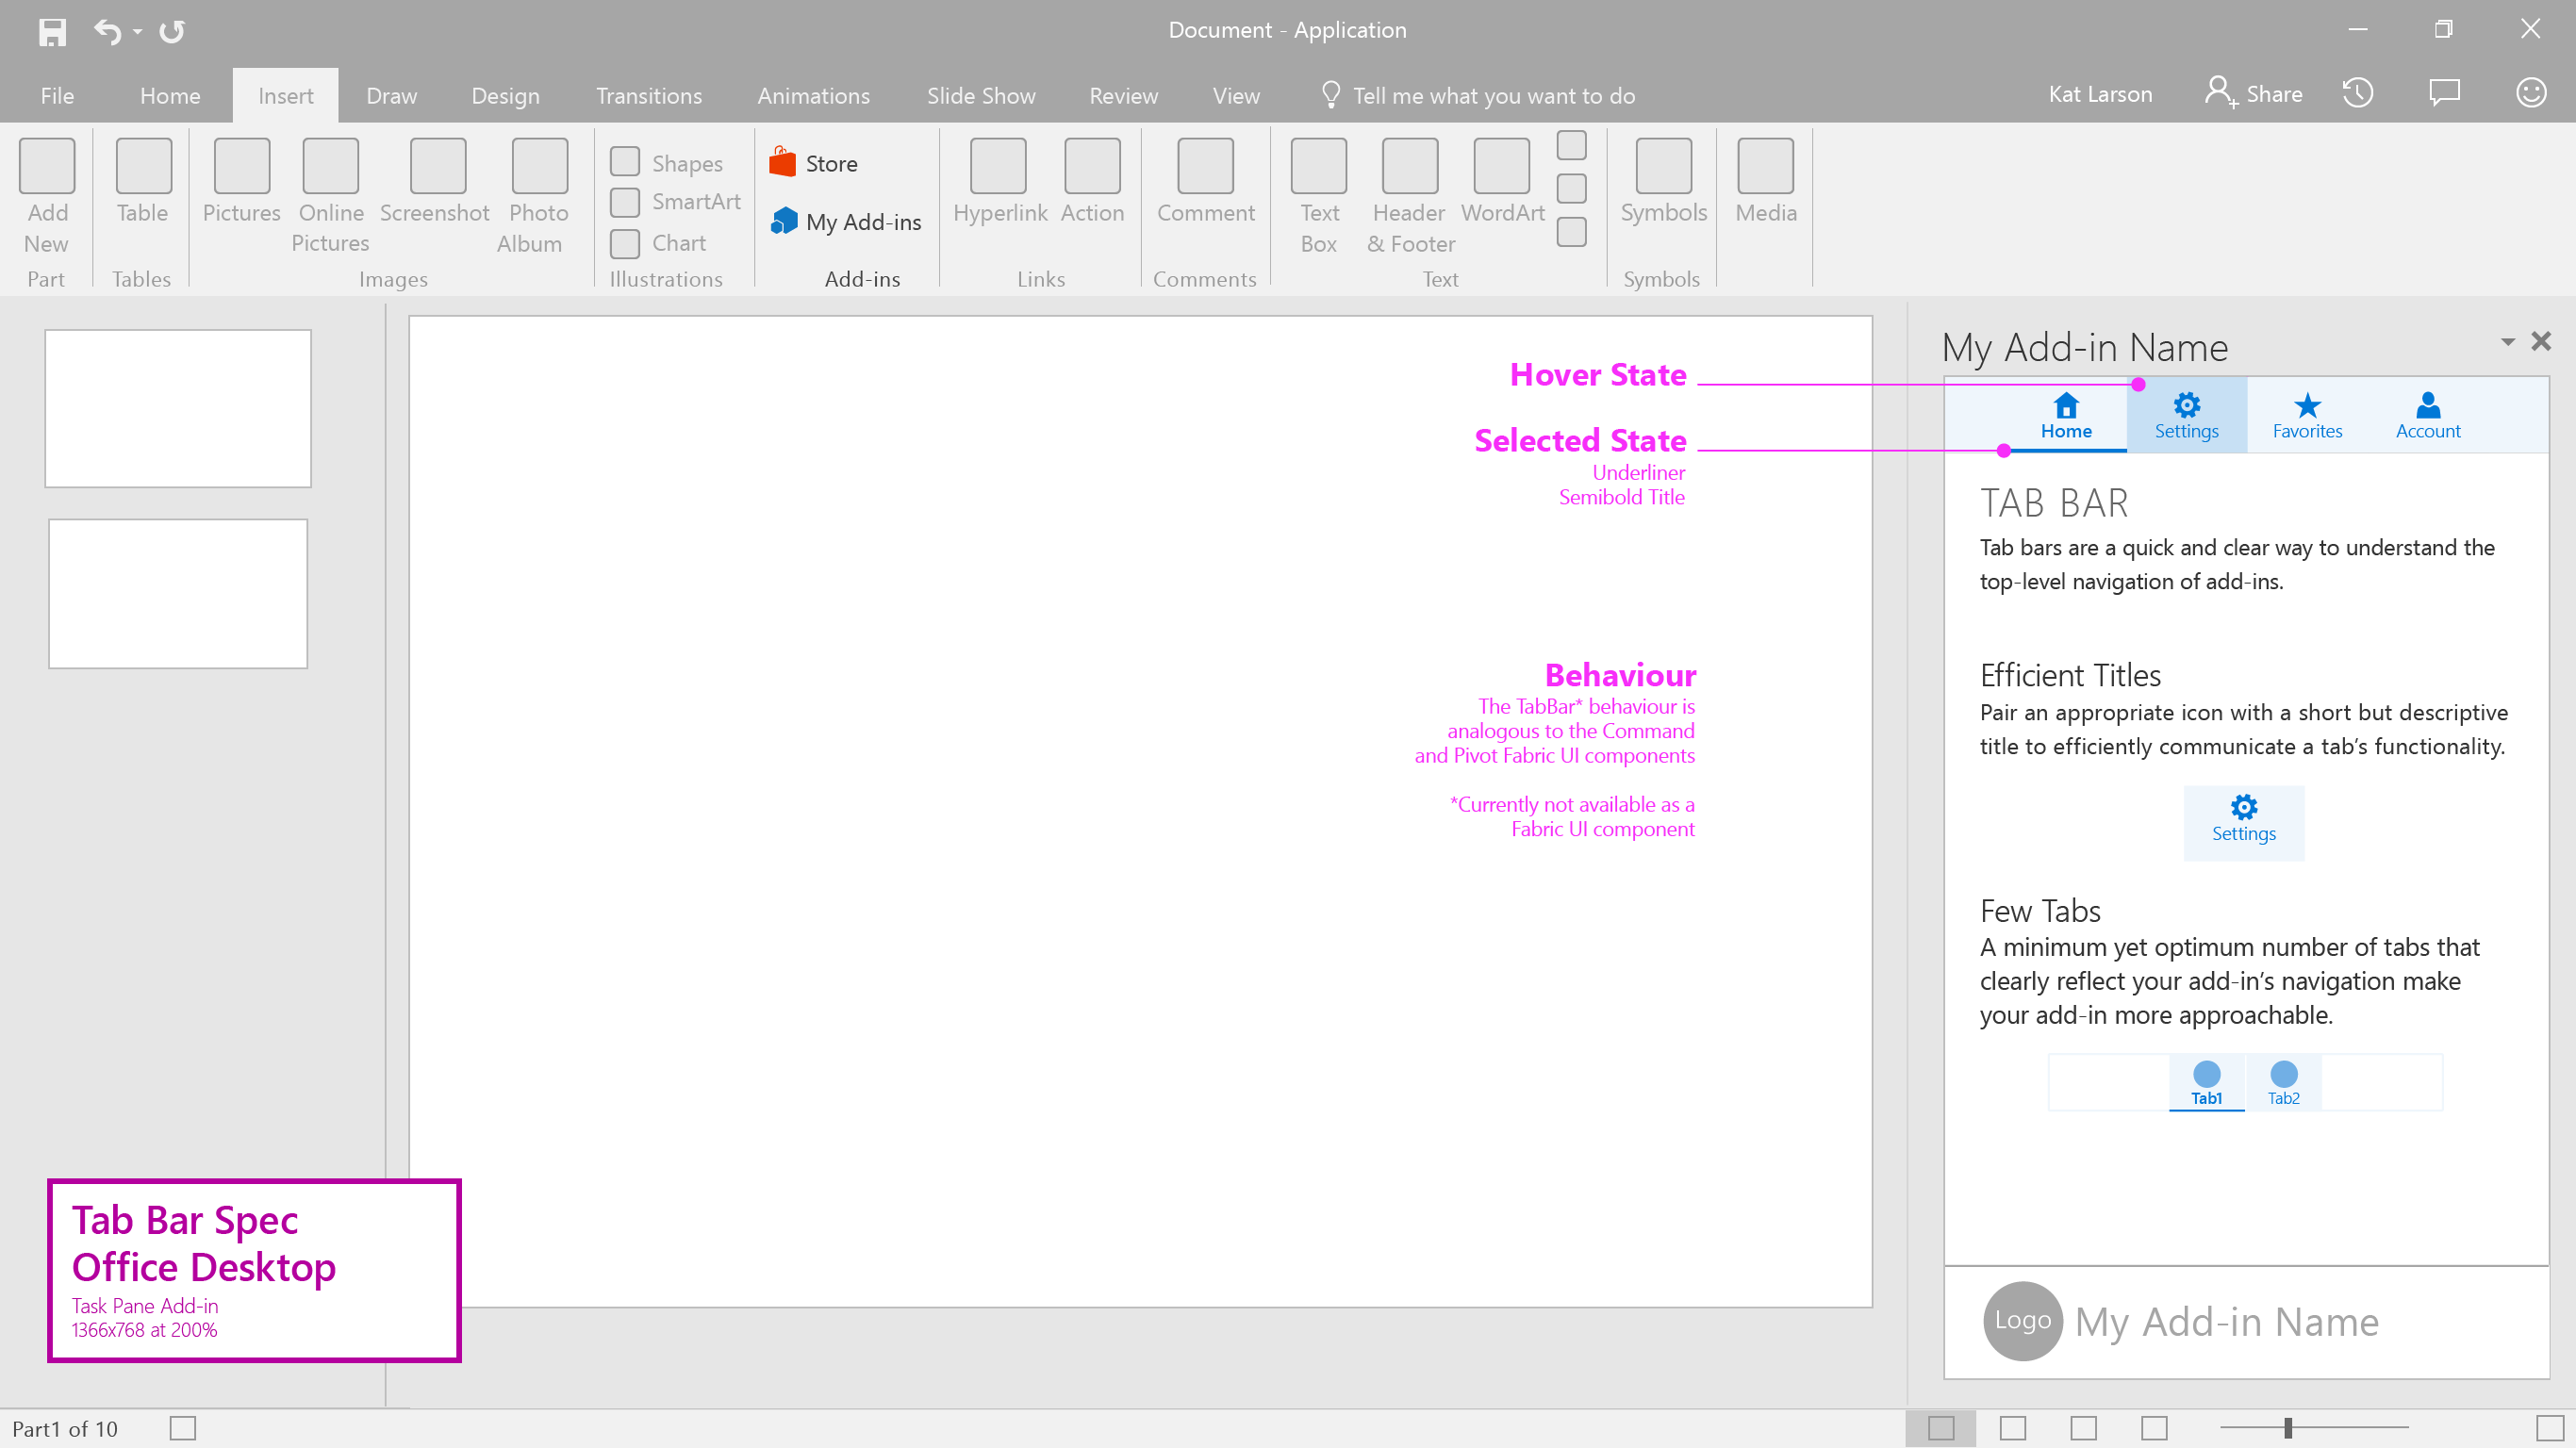 Document - Application
File Home Insert Draw Design Transitions Animations Slide Show Review View Tell me what you want to do Kat Larson Share
Add
New
Part
Table
Tables
Pictures
Online
Pictures
Screenshot
Photo
Album
Images
Shapes
SmartArt
Chart
Illustrations
Store
My Add-ins
Add-ins
Hyperlink
Action
Links
Comment
Comments
Text
Box
Header
& Footer
WordArt
Text
Symbols
Symbols
Media
Hover State
Selected State
Underliner
Semibold Title
Behaviour
The TabBar* behaviour is
analogous to the Command
and Pivot Fabric UI components
*Currently not available as a
Fabric UI component
My Add-in Name
Home Settings Favorites Account
TAB BAR
Tab bars are a quick and clear way to understand the
top-level navigation of add-ins.
Efficient Titles
Pair an appropriate icon with a short but descriptive
title to efficiently communicate a tab's functionality.
Settings
Few Tabs
A minimum yet optimum number of tabs that
clearly reflect your add-in's navigation make
your add-in more approachable.
Tab1 Tab2
Logo My Add-in Name
Tab Bar Spec
Office Desktop
Task Pane Add-in
1366x768 at 200%
Part1 of 10